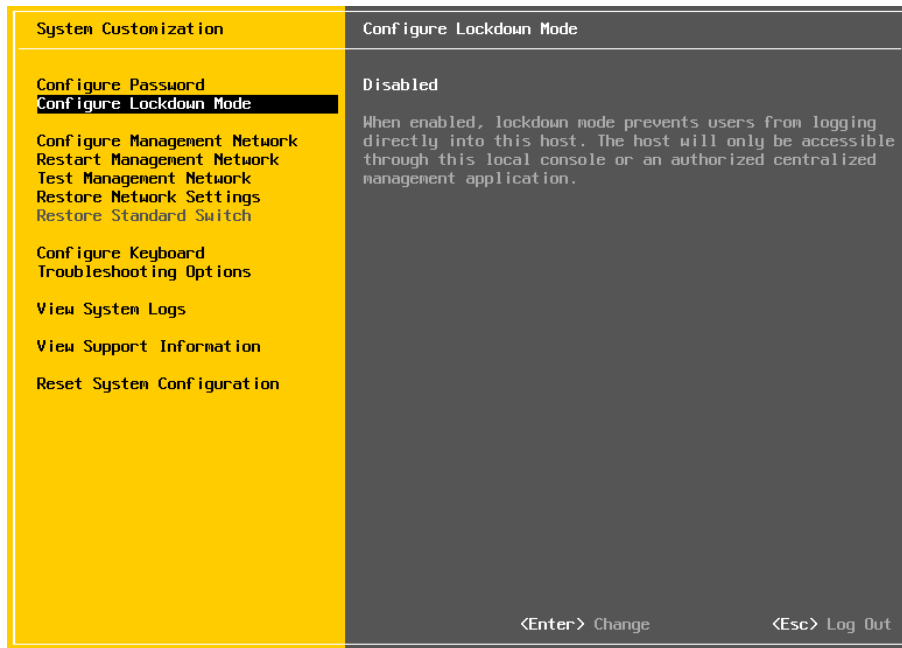 System Customization
Configure Lockdown Mode
Configure Password
Configure Lockdown Mode
Configure Management Network
Restart Management Network
Test Management Network
Restore Network Settings
Restore Standard Switch
Configure Keyboard
Troubleshooting Options
View System Logs
View Support Information
Reset System Configuration
Disabled
When enabled, lockdown mode prevents users from logging
directly into this host. The host will only be accessible
through this local console or an authorized centralized
management application.
<Enter> Change <Esc> Log Out